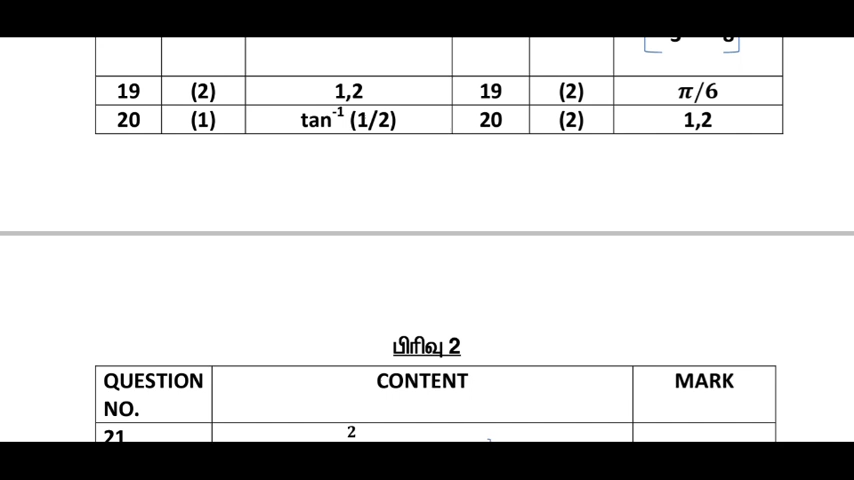 19 (2) 1,2 19 (2) π/6
20 (1) tan⁻¹ (1/2) 20 (2) 1,2
பிரிவு 2
QUESTION NO. CONTENT MARK
21 2